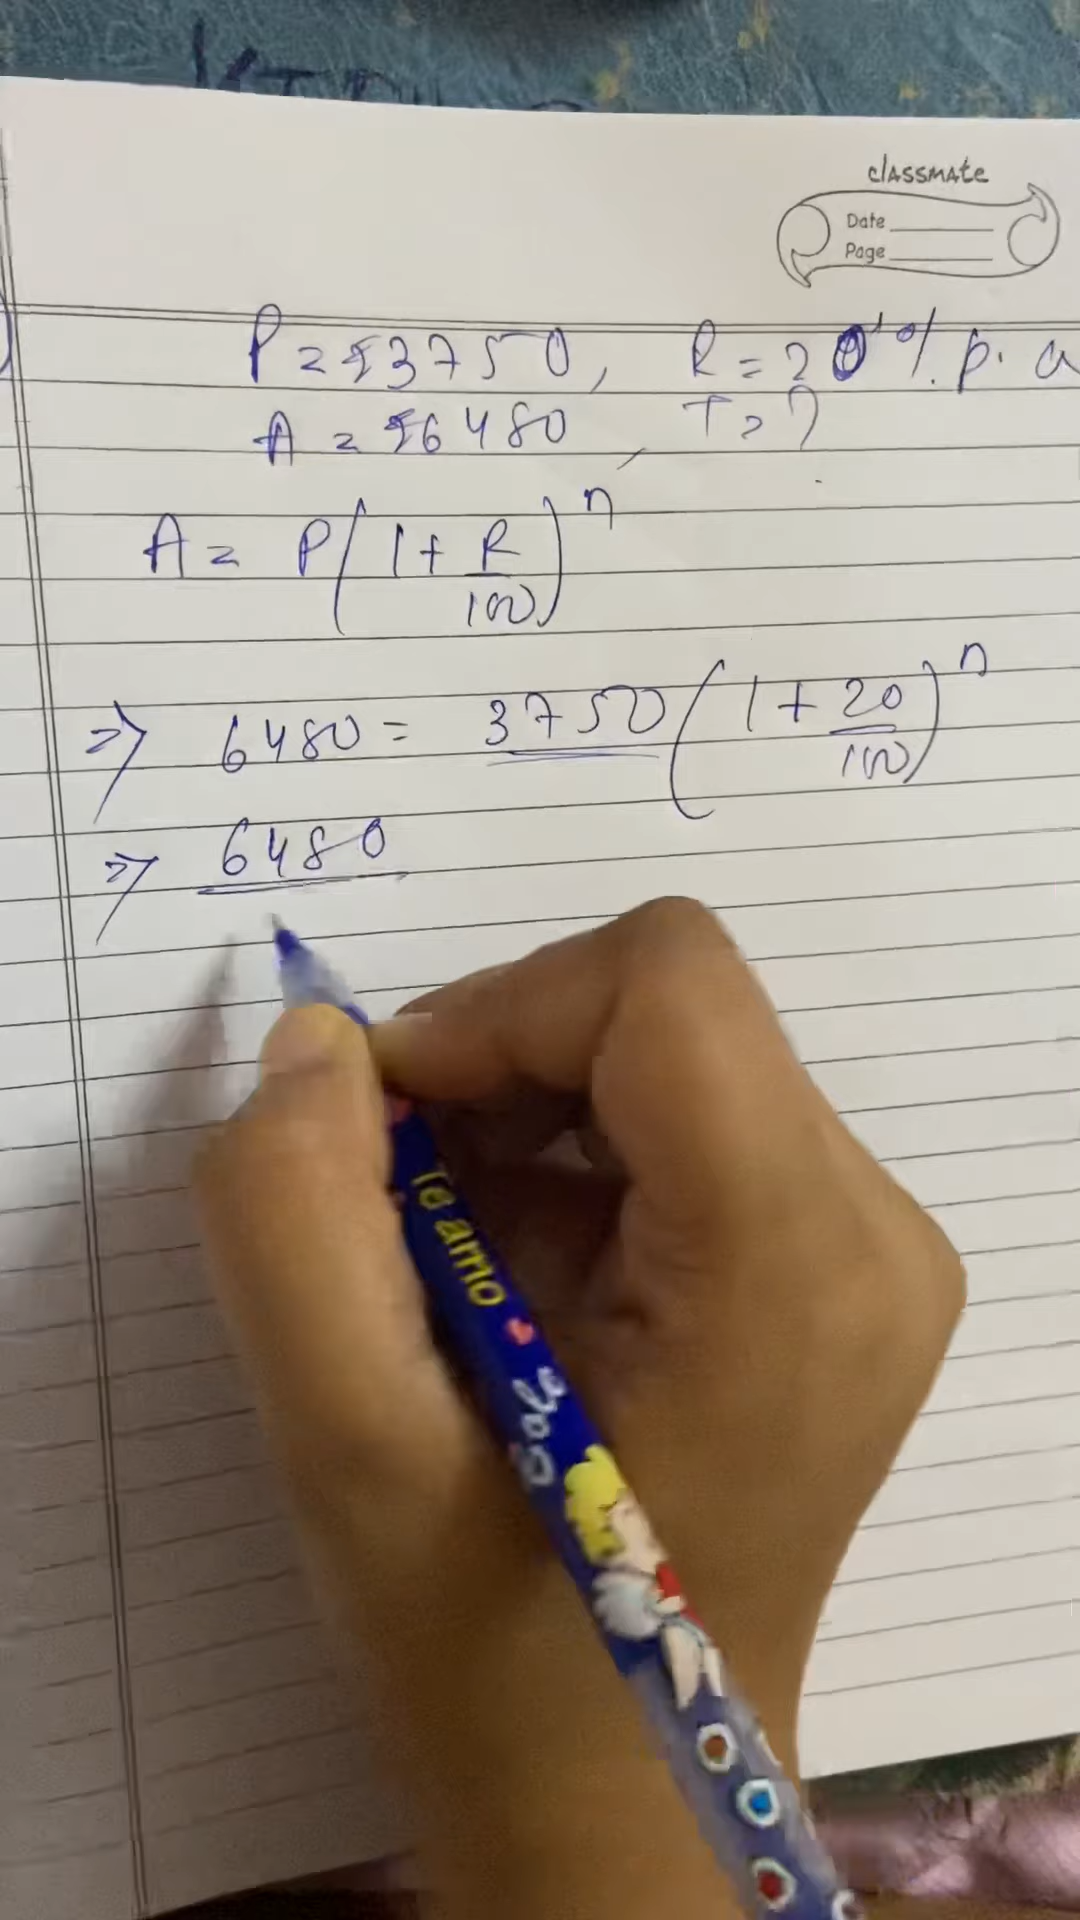 classmate
Date
Page
P = ₹3750, R = 20% p. a
A = ₹6480, T = ?
A = P(1 + R/100)^n
⇒ 6480 = 3750(1 + 20/100)^n
⇒ 6480
Te amo